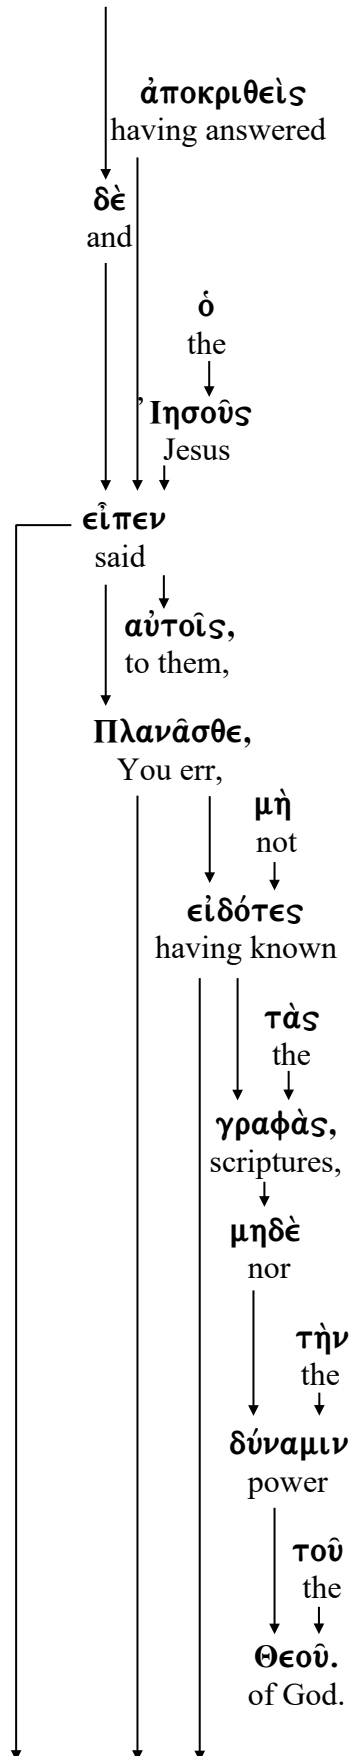 ἀποκριθεὶς
having answered
δὲ
and
ὁ
the
Ἰησοῦς
Jesus
εἶπεν
said
αὐτοῖς,
to them,
Πλανᾶσθε,
You err,
μὴ
not
εἰδότες
having known
τὰς
the
γραφὰς,
scriptures,
μηδὲ
nor
τὴν
the
δύναμιν
power
τοῦ
the
Θεοῦ.
of God.